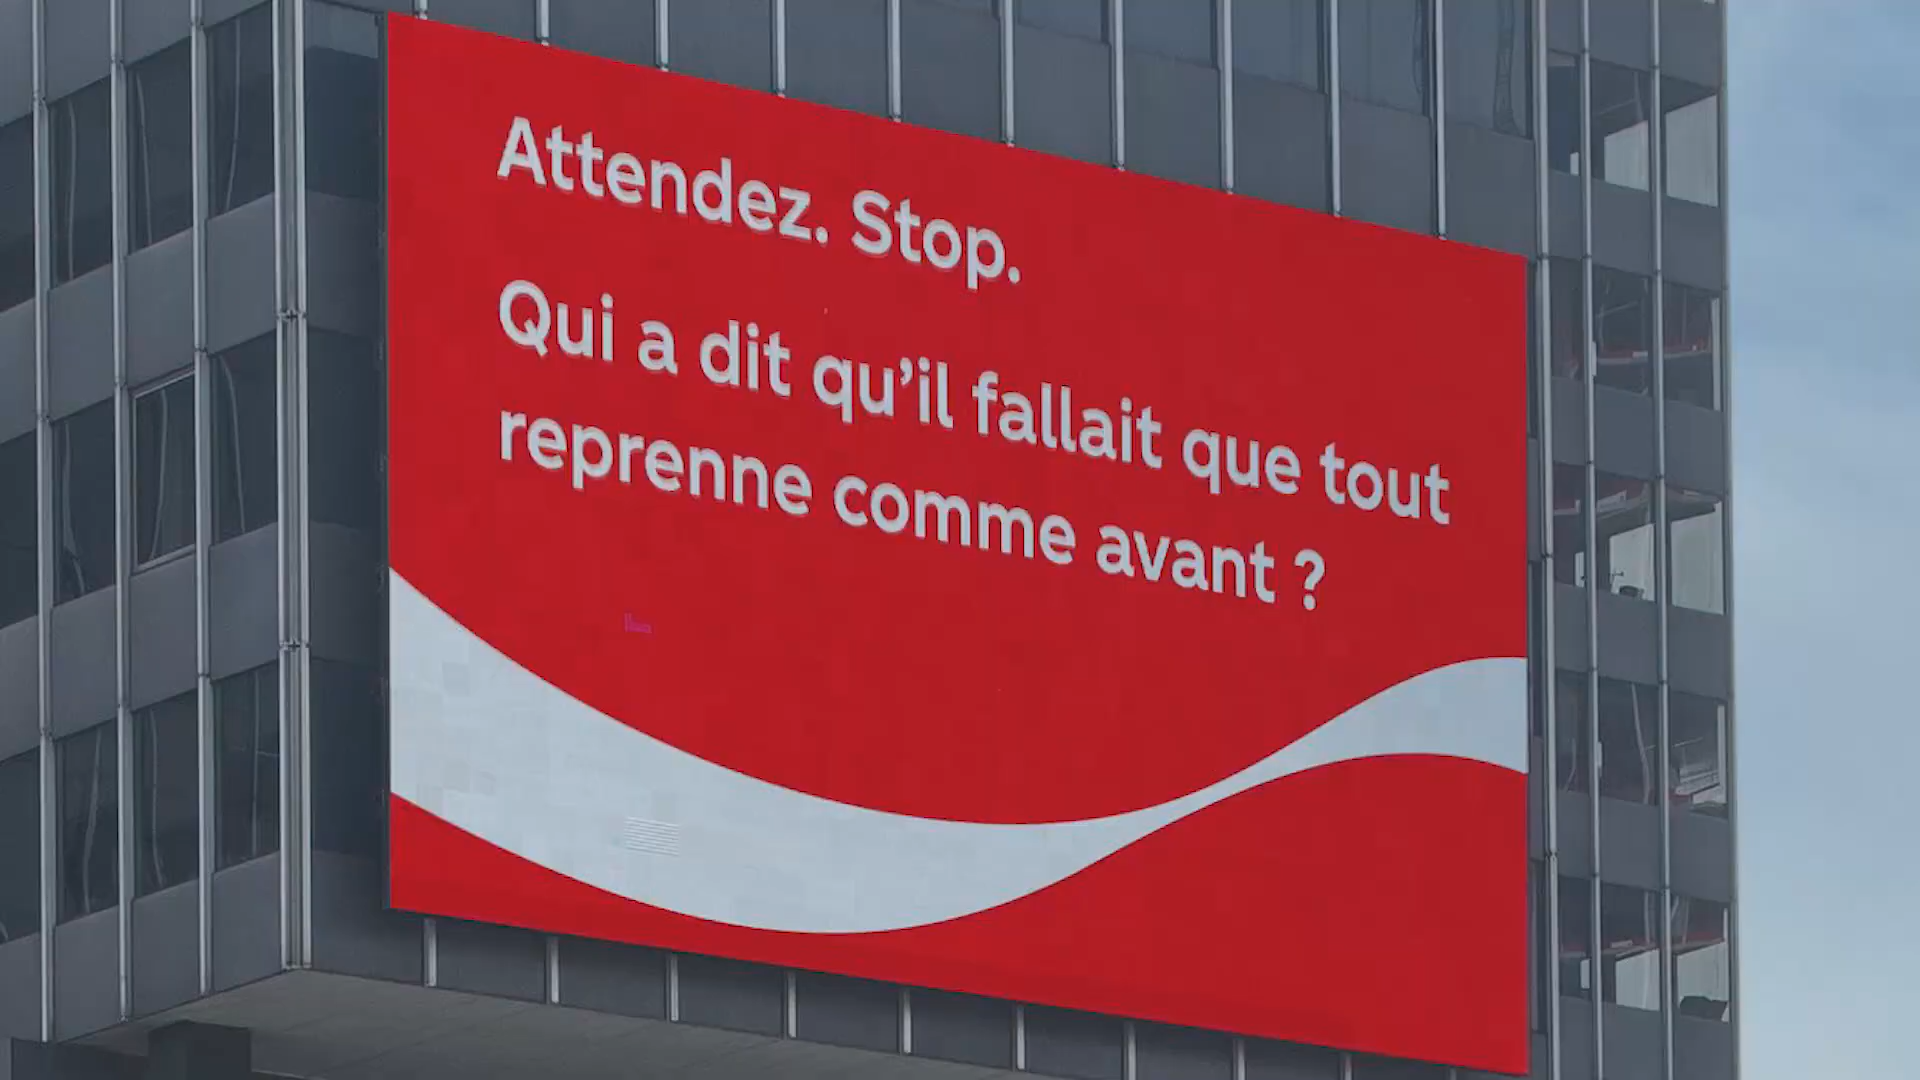 Attendez. Stop.
Qui a dit qu’il fallait que tout
reprenne comme avant ?